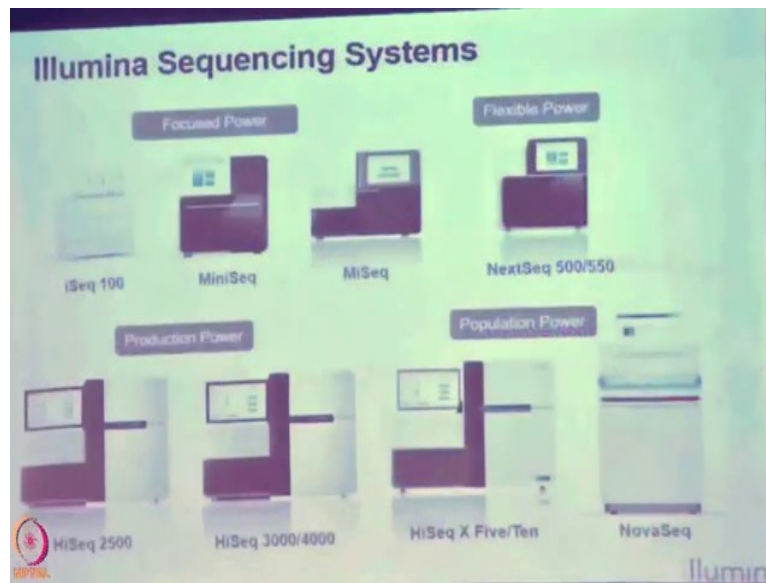 Illumina Sequencing Systems
Focused Power
Flexible Power
iSeq 100
MiniSeq
MiSeq
NextSeq 500/550
Production Power
Population Power
HiSeq 2500
HiSeq 3000/4000
HiSeq X Five/Ten
NovaSeq
NPTEL